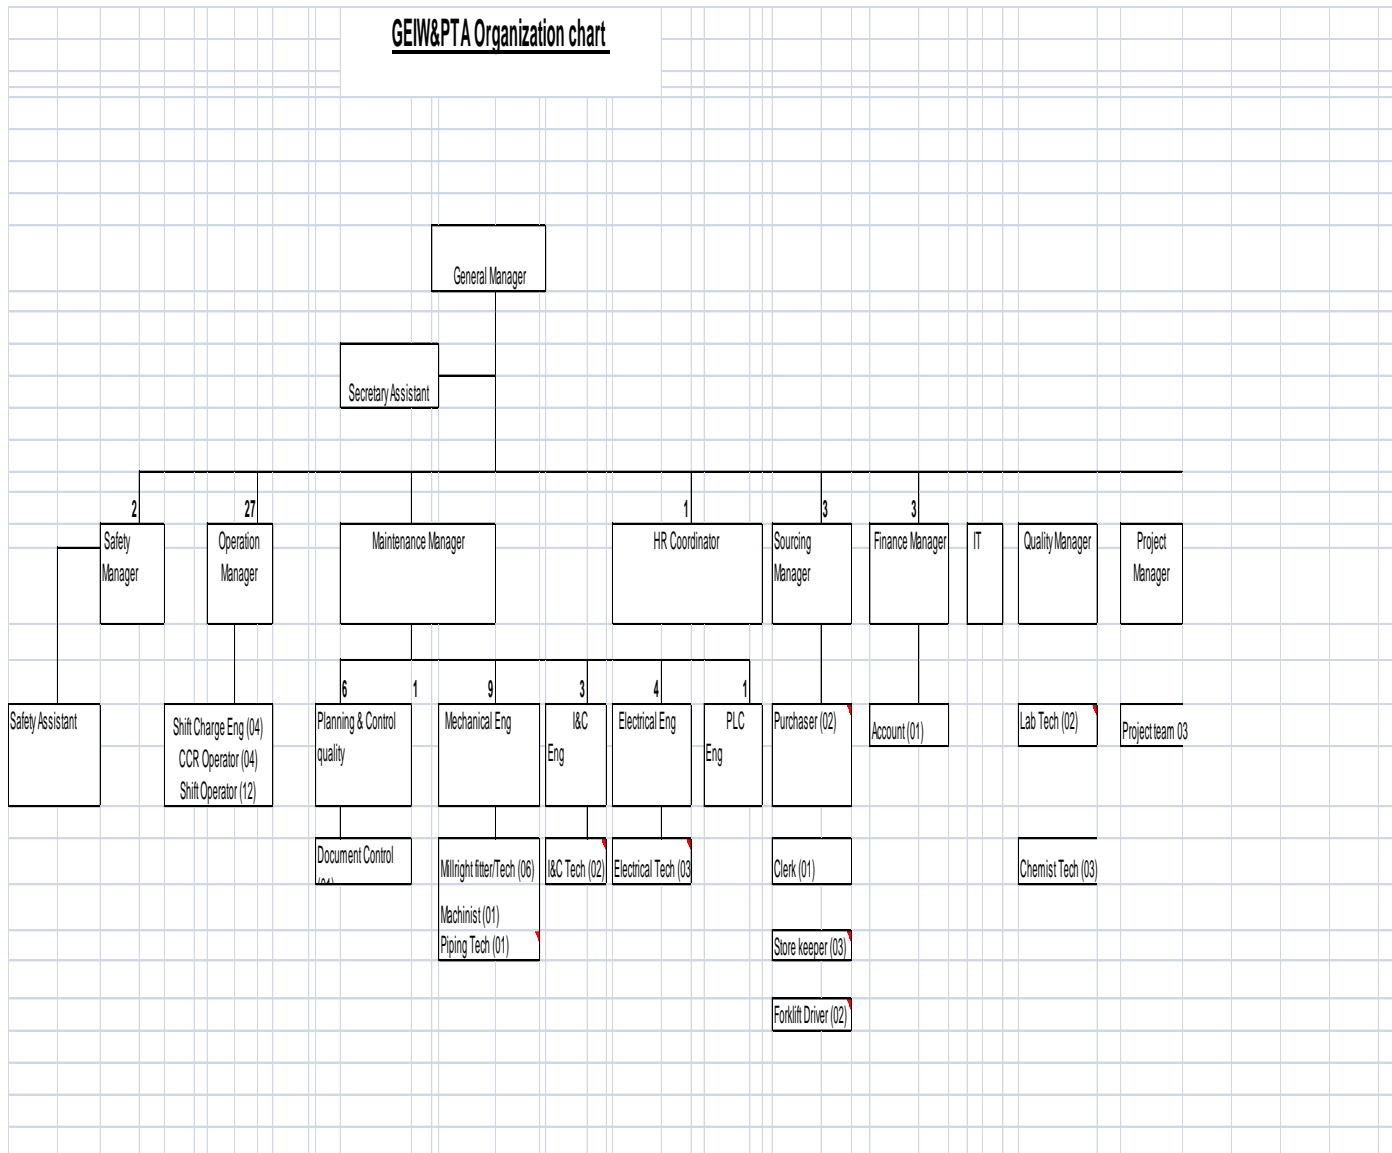 GEIW&PTA Organization chart
General Manager
Secretary Assistant
2
27
1
3
3
Safety
Manager
Operation
Manager
Maintenance Manager
HR Coordinator
Sourcing
Manager
Finance Manager
IT
Quality Manager
Project
Manager
6
1
9
3
4
1
Safety Assistant
Shift Charge Eng (04)
CCR Operator (04)
Shift Operator (12)
Planning & Control
quality
Mechanical Eng
I&C
Eng
Electrical Eng
PLC
Eng
Purchaser (02)
Account (01)
Lab Tech (02)
Project team 03
Document Control
Millright fitter/Tech (06)
Machinist (01)
Piping Tech (01)
I&C Tech (02)
Electrical Tech (03
Clerk (01)
Chemist Tech (03)
Store keeper (03)
Forklift Driver (02)